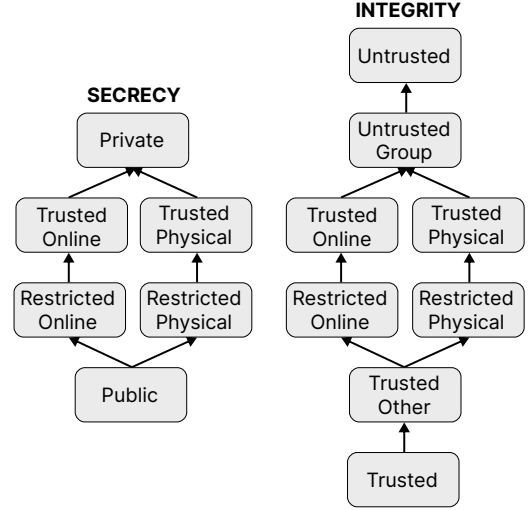 SECRECY
Private
Trusted
Online
Trusted
Physical
Restricted
Online
Restricted
Physical
Public
INTEGRITY
Untrusted
Untrusted
Group
Trusted
Online
Trusted
Physical
Restricted
Online
Restricted
Physical
Trusted
Other
Trusted